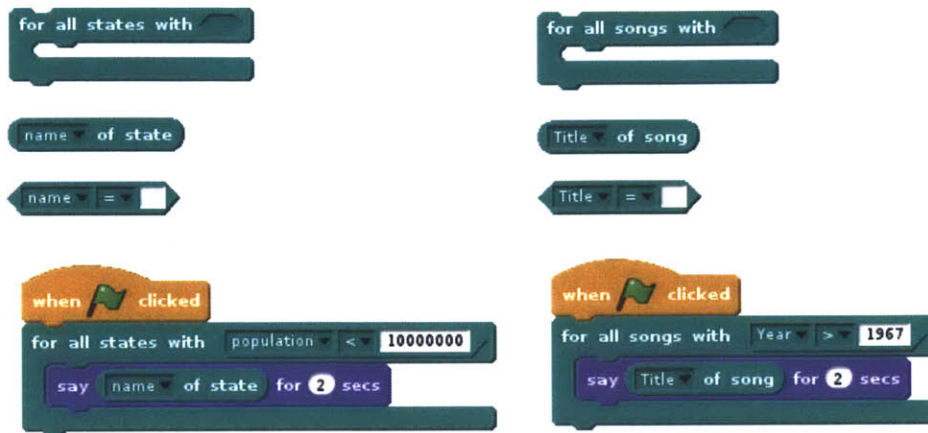 for all states with
name of state
name =
when clicked
for all states with population < 10000000
say name of state for 2 secs
for all songs with
Title of song
Title =
when clicked
for all songs with Year > 1967
say Title of song for 2 secs